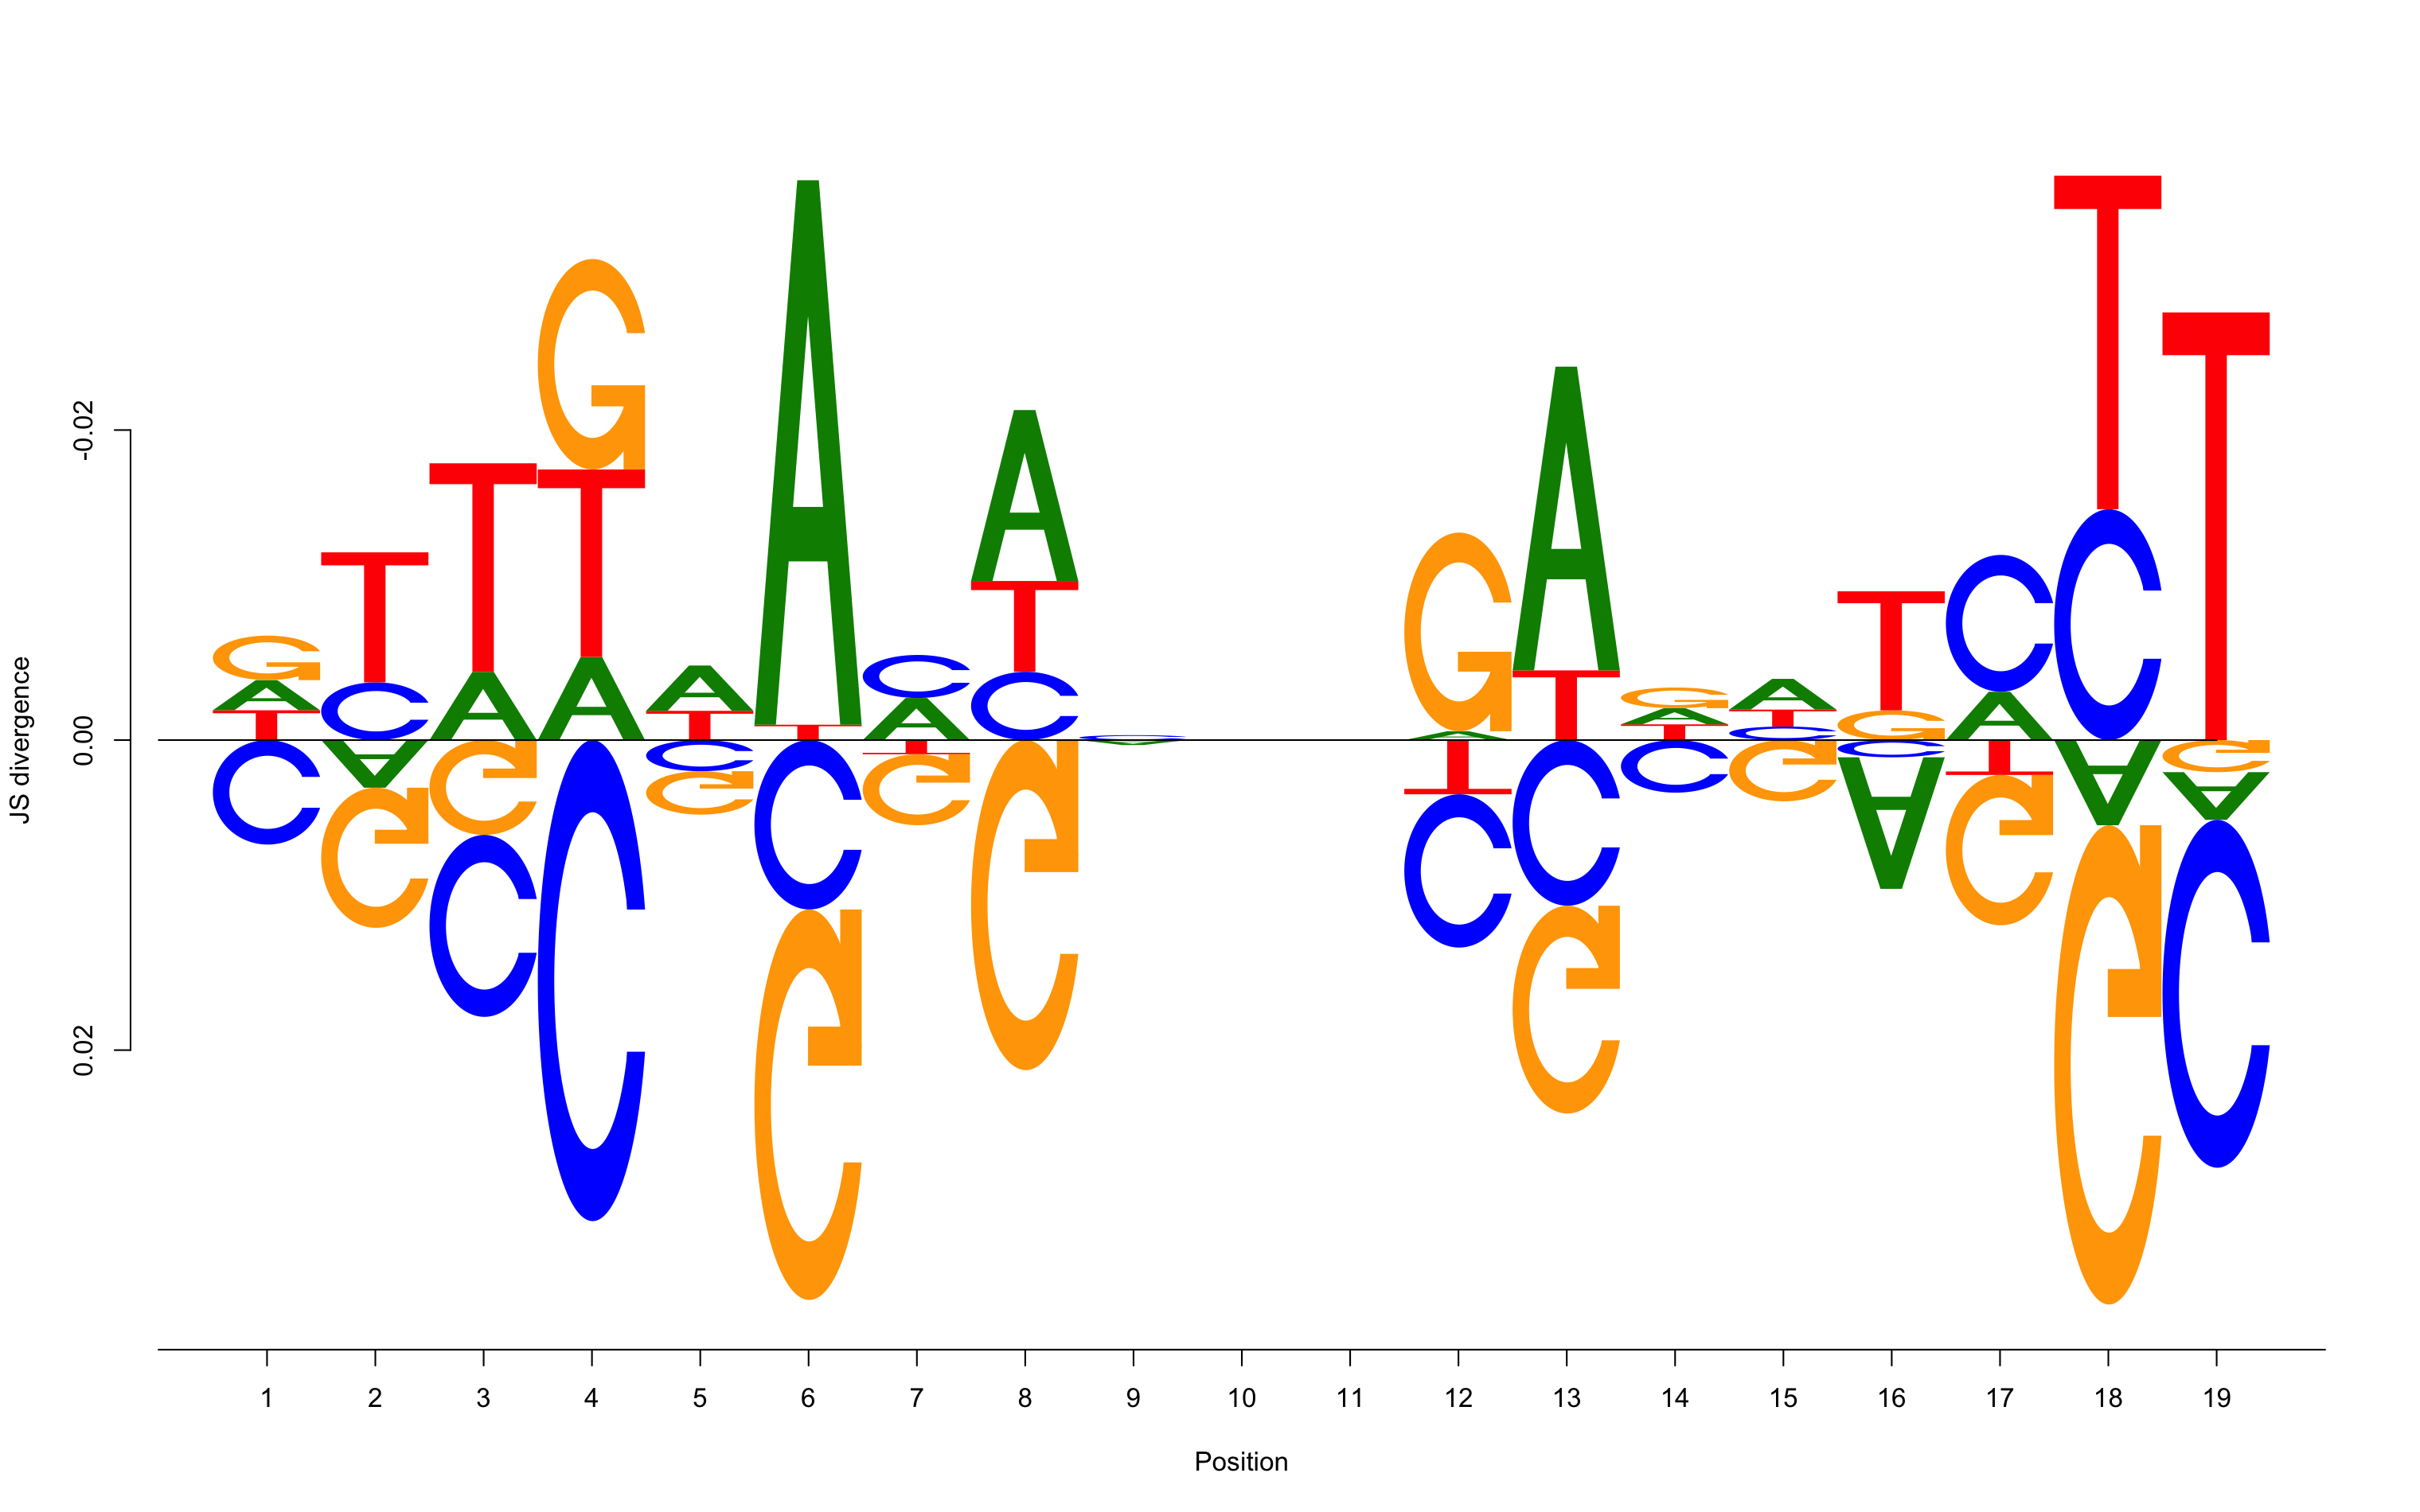 JS divergence
-0.02
0.00
0.02
G A T C
T C A G
T A G C
G T A C
A T C G
A T C G
C A T G
A T C G
C A
G A T C
A T C G
G A T C
A T C G
T G C A
C A T G
T C A G
T G A C
1 2 3 4 5 6 7 8 9 10 11 12 13 14 15 16 17 18 19
Position